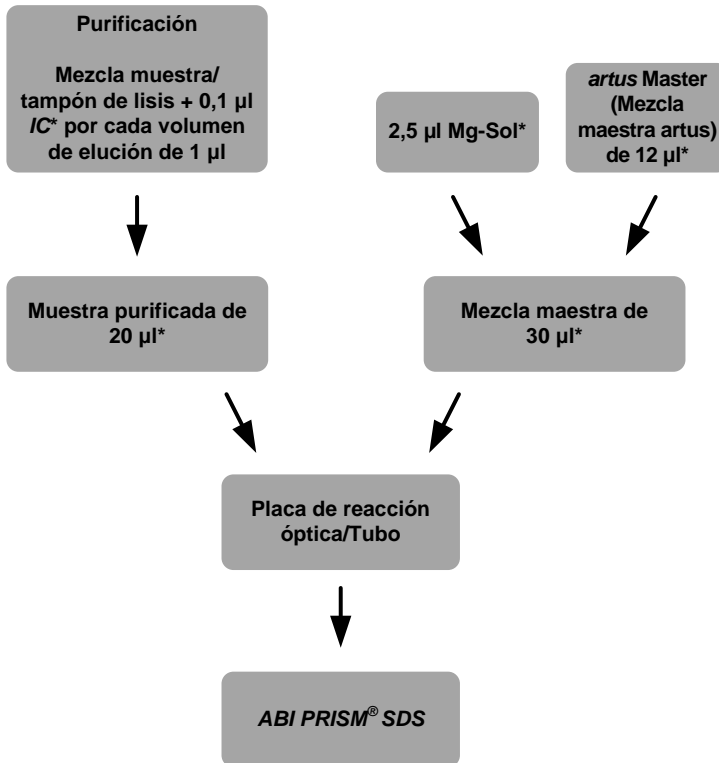 Purificación
Mezcla muestra/
tampón de lisis + 0,1 µl
IC* por cada volumen
de elución de 1 µl
2,5 µl Mg-Sol*
artus Master
(Mezcla
maestra artus)
de 12 µl*
Muestra purificada de
20 µl*
Mezcla maestra de
30 µl*
Placa de reacción
óptica/Tubo
ABI PRISM® SDS